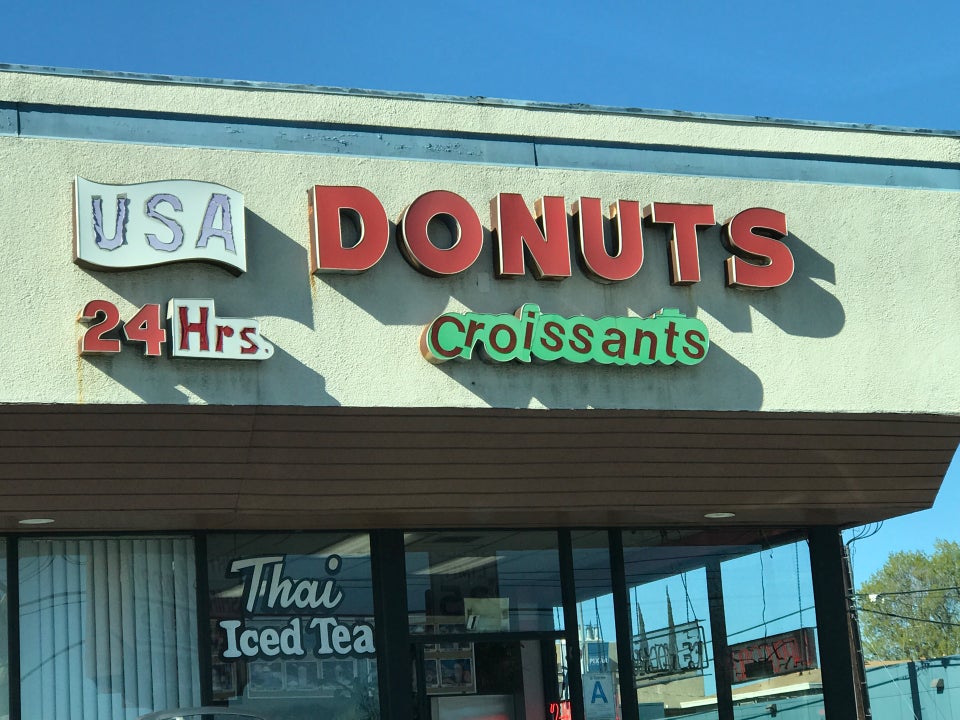 USA DONUTS
24 Hrs.
Croissants
Thai
Iced Tea
A